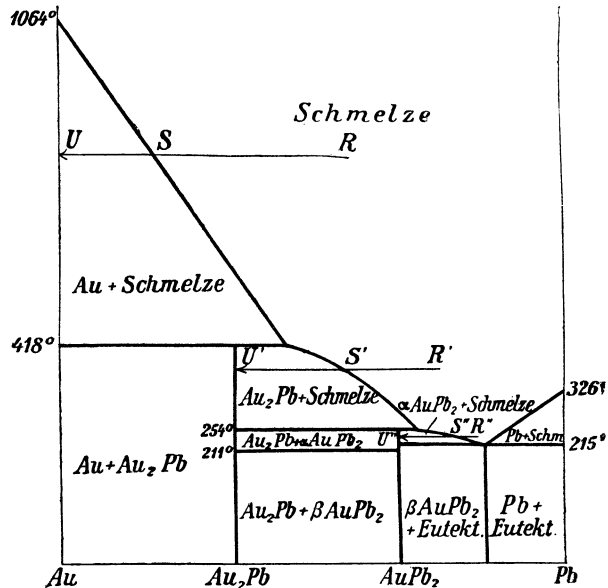 1064°
Schmelze
U S R
Au + Schmelze
418°
U' S' R'
326°
Au₂Pb+Schmelze
αAuPb₂+Schmelze
254°
U" S" R"
Au₂Pb+αAuPb₂
Pb+Schm
215°
211°
Au+Au₂Pb
Au₂Pb+βAuPb₂
βAuPb₂
+Eutekt.
Pb+
Eutekt.
Au Au₂Pb AuPb₂ Pb